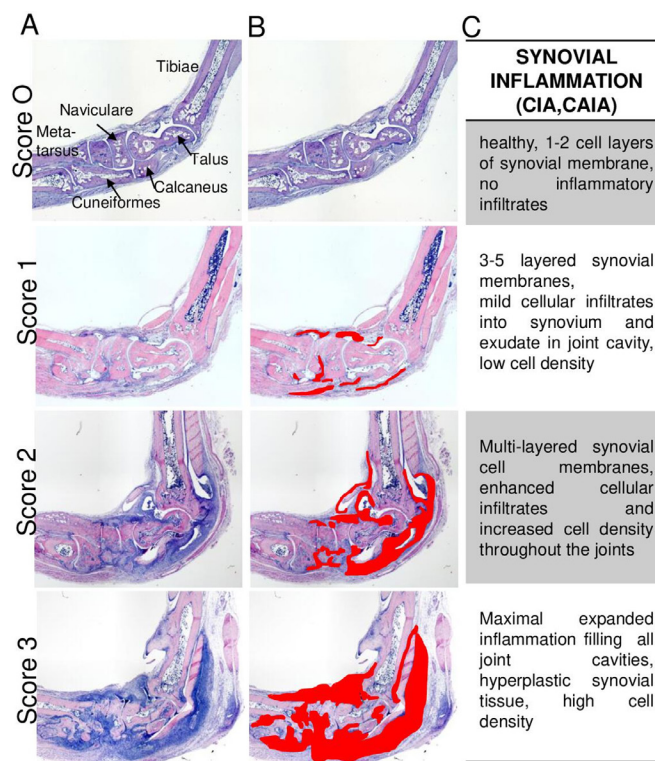 A
B
C
Score O
Tibiae
Naviculare
Meta-
tarsus
Talus
Calcaneus
Cuneiformes
SYNOVIAL
INFLAMMATION
(CIA,CAIA)
healthy, 1-2 cell layers
of synovial membrane,
no inflammatory
infiltrates
Score 1
3-5 layered synovial
membranes,
mild cellular infiltrates
into synovium and
exudate in joint cavity,
low cell density
Score 2
Multi-layered synovial
cell membranes,
enhanced cellular
infiltrates and
increased cell density
throughout the joints
Score 3
Maximal expanded
inflammation filling all
joint cavities,
hyperplastic synovial
tissue, high cell
density